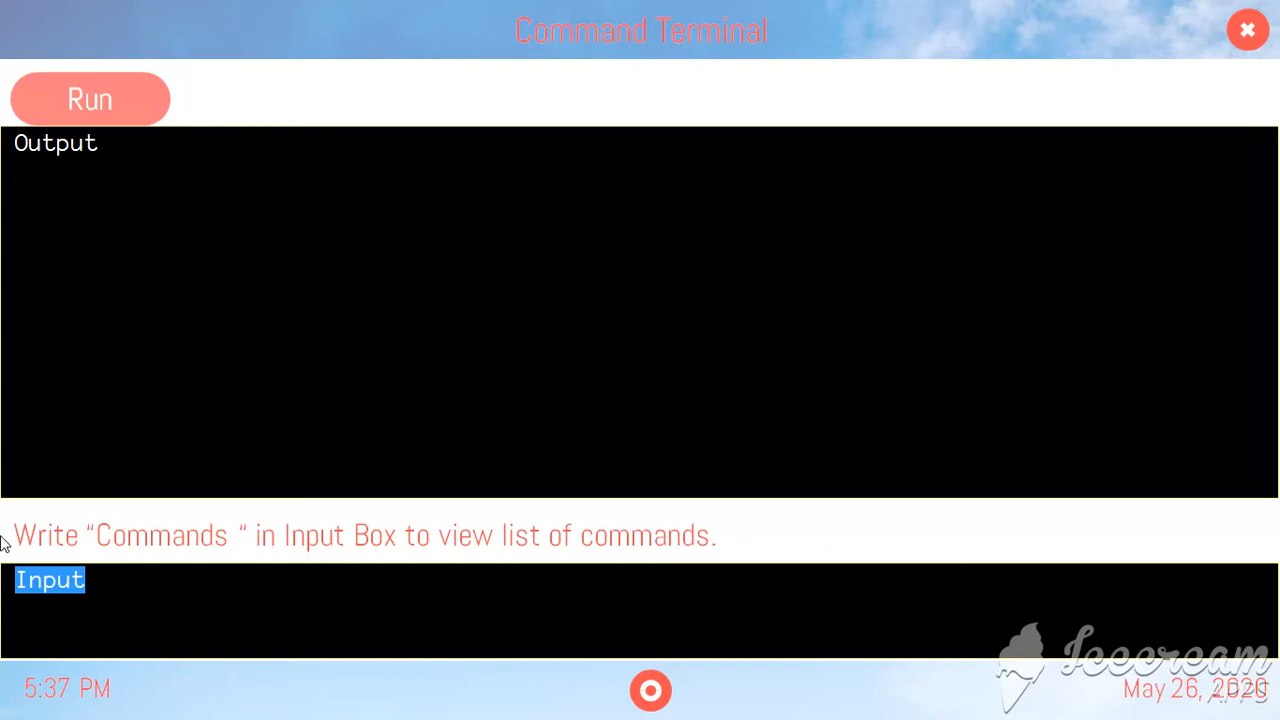 Command Terminal
Run
Output
Write “Commands “ in Input Box to view list of commands.
Input
5:37 PM
May 26, 2020
Icecream
APPS